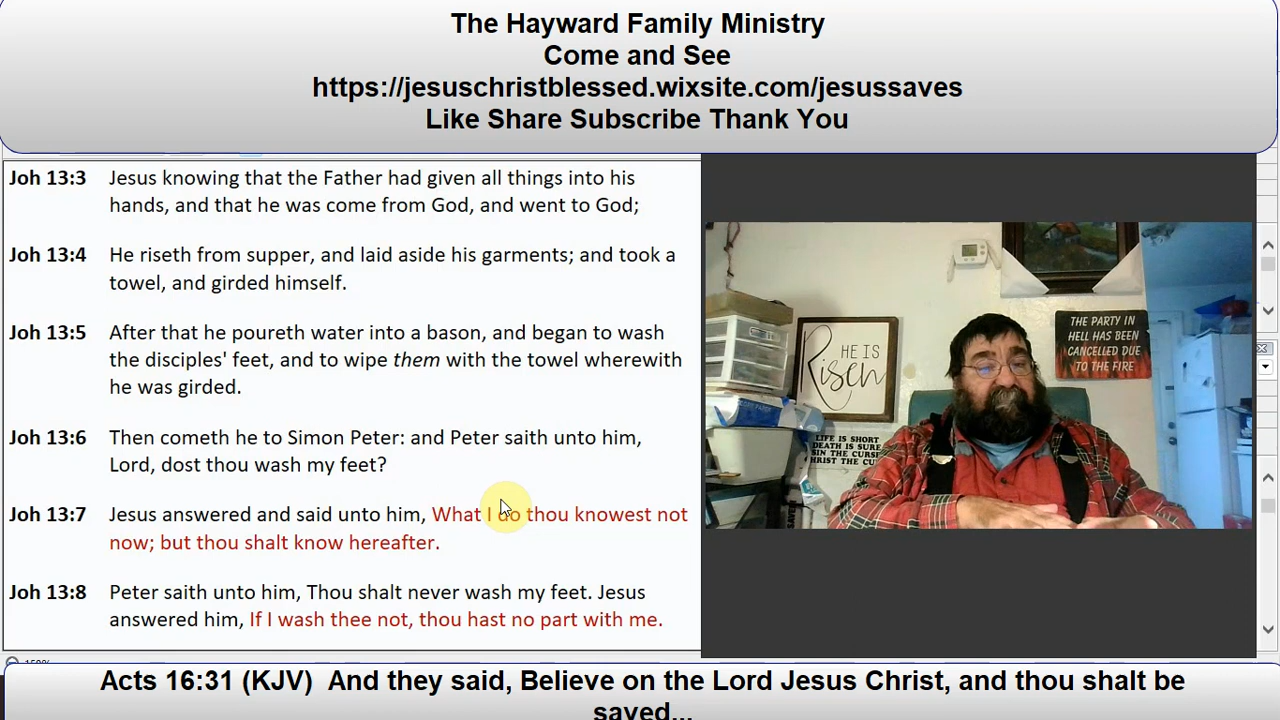 The Hayward Family Ministry
Come and See
https://jesuschristblessed.wixsite.com/jesussaves
Like Share Subscribe Thank You
Joh 13:3 Jesus knowing that the Father had given all things into his
hands, and that he was come from God, and went to God;
Joh 13:4 He riseth from supper, and laid aside his garments; and took a
towel, and girded himself.
Joh 13:5 After that he poureth water into a bason, and began to wash
the disciples' feet, and to wipe them with the towel wherewith
he was girded.
Joh 13:6 Then cometh he to Simon Peter: and Peter saith unto him,
Lord, dost thou wash my feet?
Joh 13:7 Jesus answered and said unto him, What I do thou knowest not
now; but thou shalt know hereafter.
Joh 13:8 Peter saith unto him, Thou shalt never wash my feet. Jesus
answered him, If I wash thee not, thou hast no part with me.
HE IS
Risen
THE PARTY IN
HELL HAS BEEN
CANCELLED DUE
TO THE FIRE
LIFE IS SHORT
DEATH IS SURE
SIN THE CURSE
CHRIST THE CU
Acts 16:31 (KJV) And they said, Believe on the Lord Jesus Christ, and thou shalt be
saved...